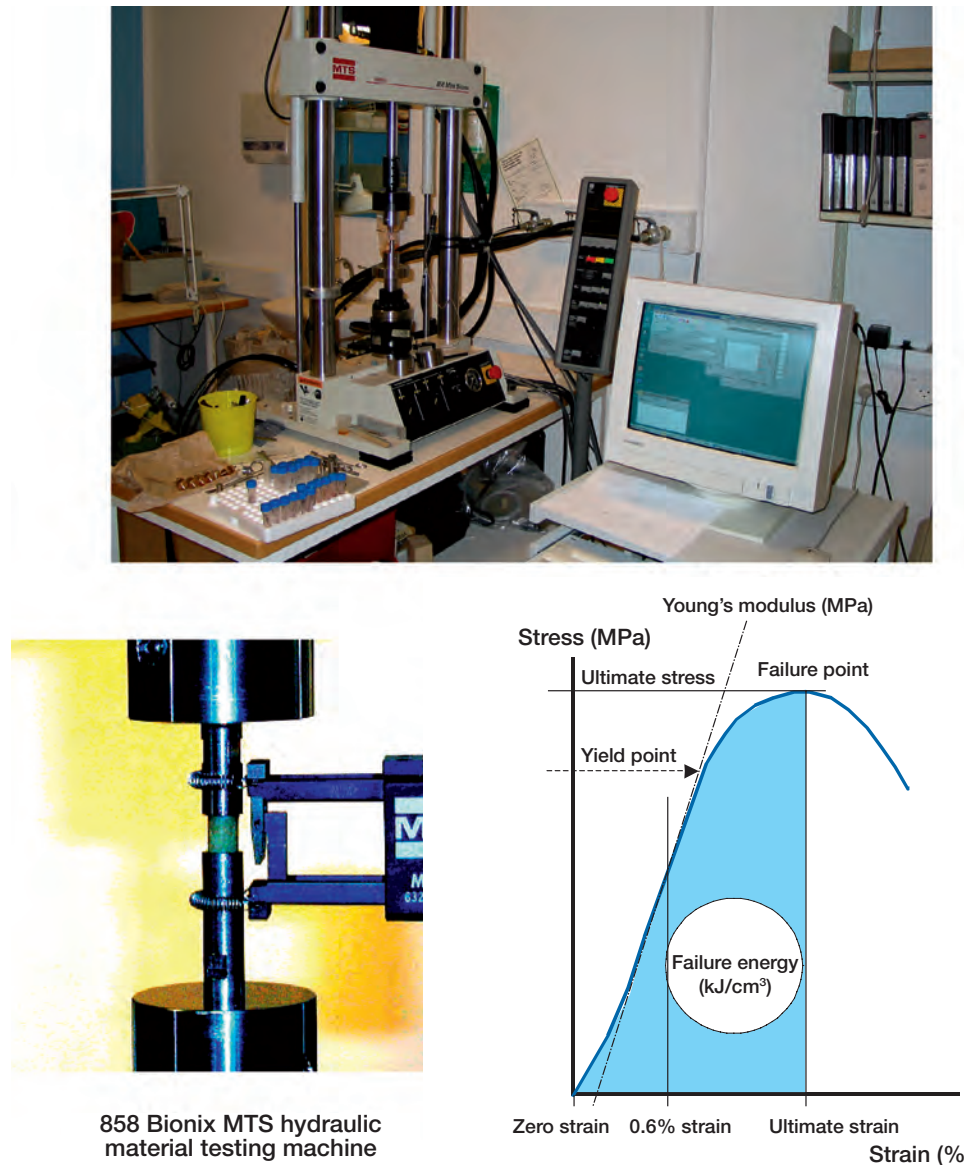 MTS
M
M
632
858 Bionix MTS hydraulic
material testing machine
Young's modulus (MPa)
Stress (MPa)
Ultimate stress
Failure point
Yield point
Failure energy
(kJ/cm³)
Zero strain
0.6% strain
Ultimate strain
Strain (%